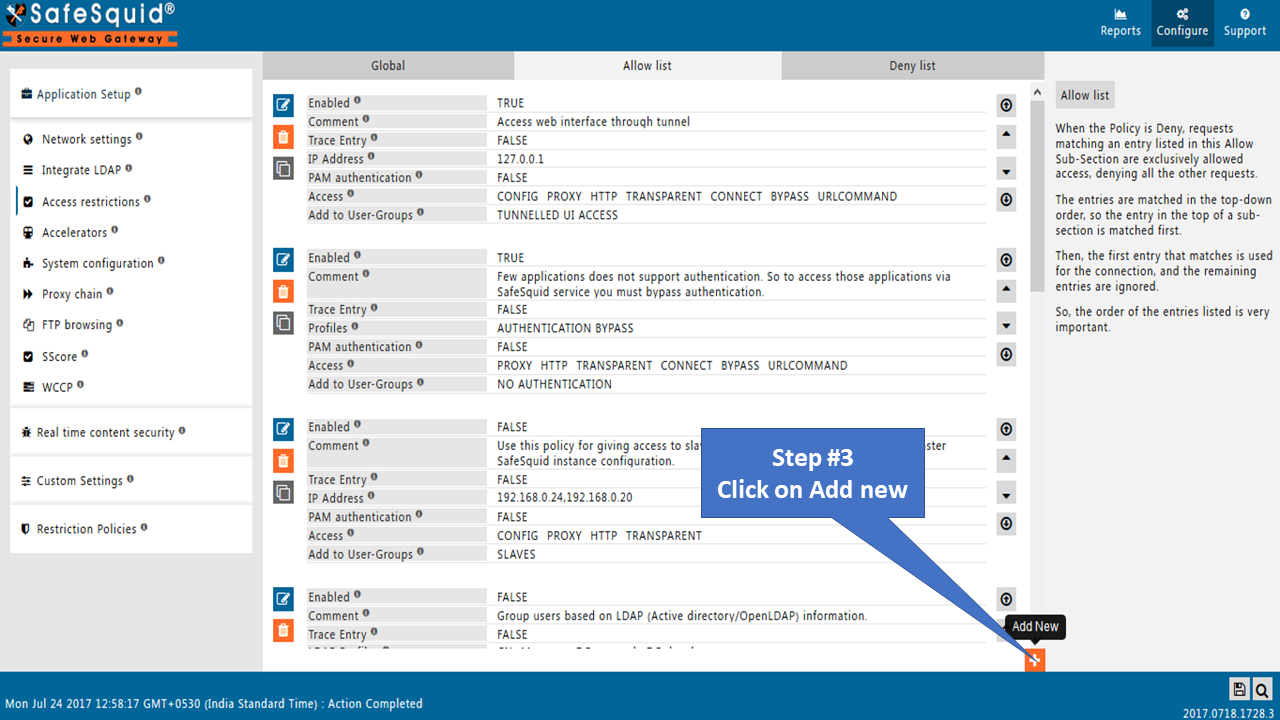 SafeSquid®
Secure Web Gateway
Reports
Configure
Support
Application Setup
Network settings
Integrate LDAP
Access restrictions
Accelerators
System configuration
Proxy chain
FTP browsing
SScore
WCCP
Real time content security
Custom Settings
Restriction Policies
Global
Allow list
Deny list
Enabled TRUE
Comment Access web interface through tunnel
Trace Entry FALSE
IP Address 127.0.0.1
PAM authentication FALSE
Access CONFIG PROXY HTTP TRANSPARENT CONNECT BYPASS URLCOMMAND
Add to User-Groups TUNNELLED UI ACCESS
Enabled TRUE
Comment Few applications does not support authentication. So to access those applications via
SafeSquid service you must bypass authentication.
Trace Entry FALSE
Profiles AUTHENTICATION BYPASS
PAM authentication FALSE
Access PROXY HTTP TRANSPARENT CONNECT BYPASS URLCOMMAND
Add to User-Groups NO AUTHENTICATION
Enabled FALSE
Comment Use this policy for giving access to
SafeSquid instance configuration.
Trace Entry FALSE
IP Address 192.168.0.24,192.168.0.20
PAM authentication FALSE
Access CONFIG PROXY HTTP TRANSPARENT
Add to User-Groups SLAVES
Enabled FALSE
Comment Group users based on LDAP (Active directory/OpenLDAP) information.
Trace Entry FALSE
Step #3
Click on Add new
Add New
Allow list
When the Policy is Deny, requests
matching an entry listed in this Allow
Sub-Section are exclusively allowed
access, denying all the other requests.
The entries are matched in the top-down
order, so the entry in the top of a sub-
section is matched first.
Then, the first entry that matches is used
for the connection, and the remaining
entries are ignored.
So, the order of the entries listed is very
important.
Mon Jul 24 2017 12:58:17 GMT+0530 (India Standard Time) : Action Completed
2017.0718.1728.3